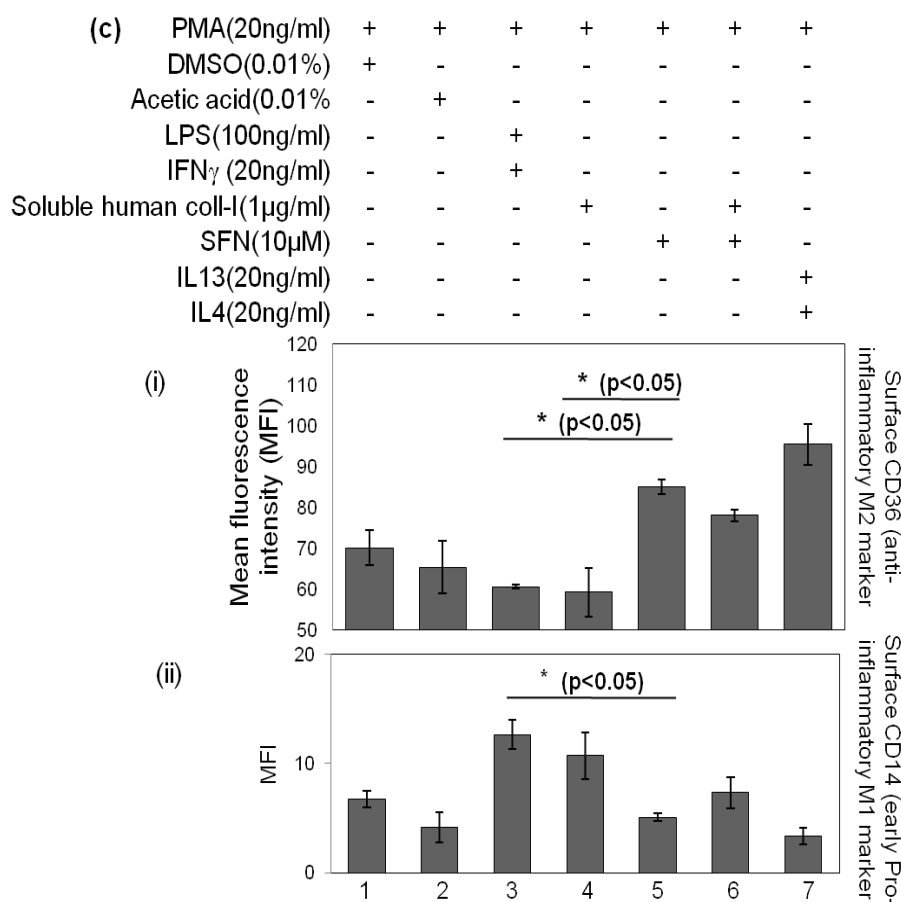 (c) PMA(20ng/ml) + + + + + + +
DMSO(0.01%) + - - - - - -
Acetic acid(0.01% - + - - - - -
LPS(100ng/ml) - - + - - - -
IFNγ (20ng/ml) - - + - - - -
Soluble human coll-I(1µg/ml) - - - + - + -
SFN(10µM) - - - - + + -
IL13(20ng/ml) - - - - - - +
IL4(20ng/ml) - - - - - - +
(i)
Mean fluorescence
intensity (MFI)
120
110
100
90
80
70
60
50
* (p<0.05)
* (p<0.05)
Surface CD36 (anti-
inflammatory M2 marker
(ii)
MFI
20
10
0
* (p<0.05)
Surface CD14 (early Pro-
inflammatory M1 marker
1 2 3 4 5 6 7